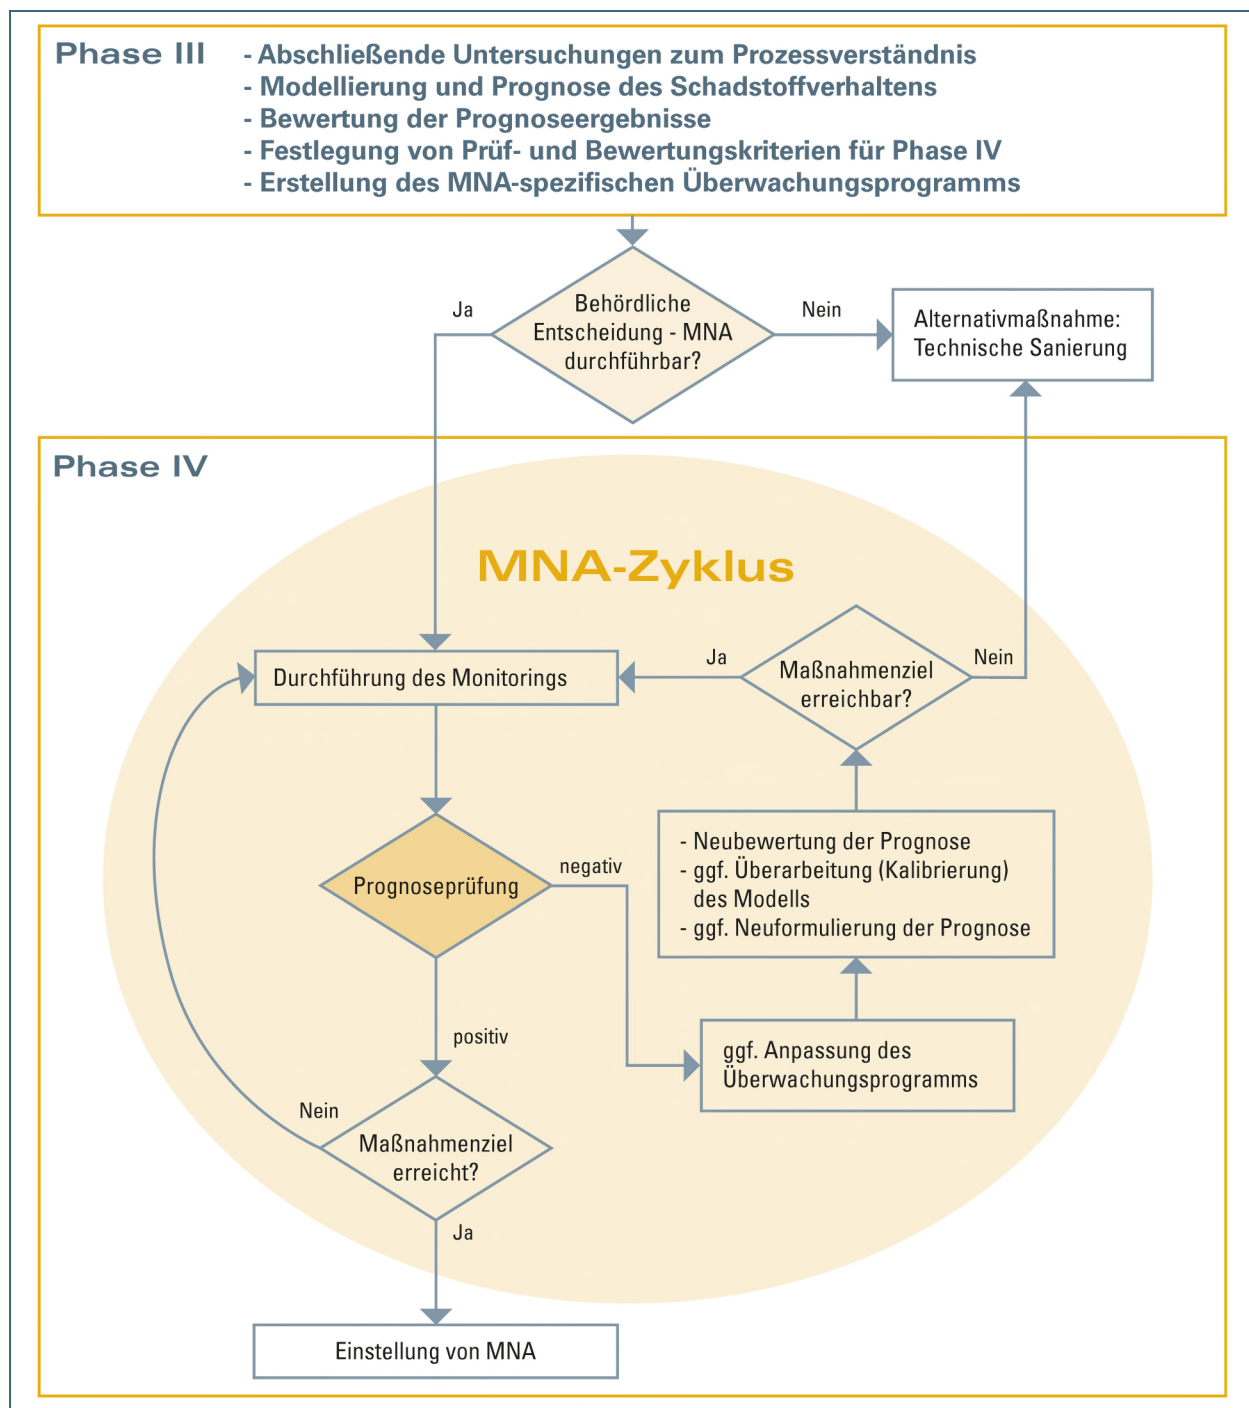 Phase III
- Abschließende Untersuchungen zum Prozessverständnis
- Modellierung und Prognose des Schadstoffverhaltens
- Bewertung der Prognoseergebnisse
- Festlegung von Prüf- und Bewertungskriterien für Phase IV
- Erstellung des MNA-spezifischen Überwachungsprogramms
Behördliche
Entscheidung - MNA
durchführbar?
Ja
Nein
Alternativmaßnahme:
Technische Sanierung
Phase IV
MNA-Zyklus
Durchführung des Monitorings
Ja
Maßnahmenziel
erreichbar?
Nein
Prognoseprüfung
negativ
- Neubewertung der Prognose
- ggf. Überarbeitung (Kalibrierung)
des Modells
- ggf. Neuformulierung der Prognose
positiv
ggf. Anpassung des
Überwachungsprogramms
Nein
Maßnahmenziel
erreicht?
Ja
Einstellung von MNA